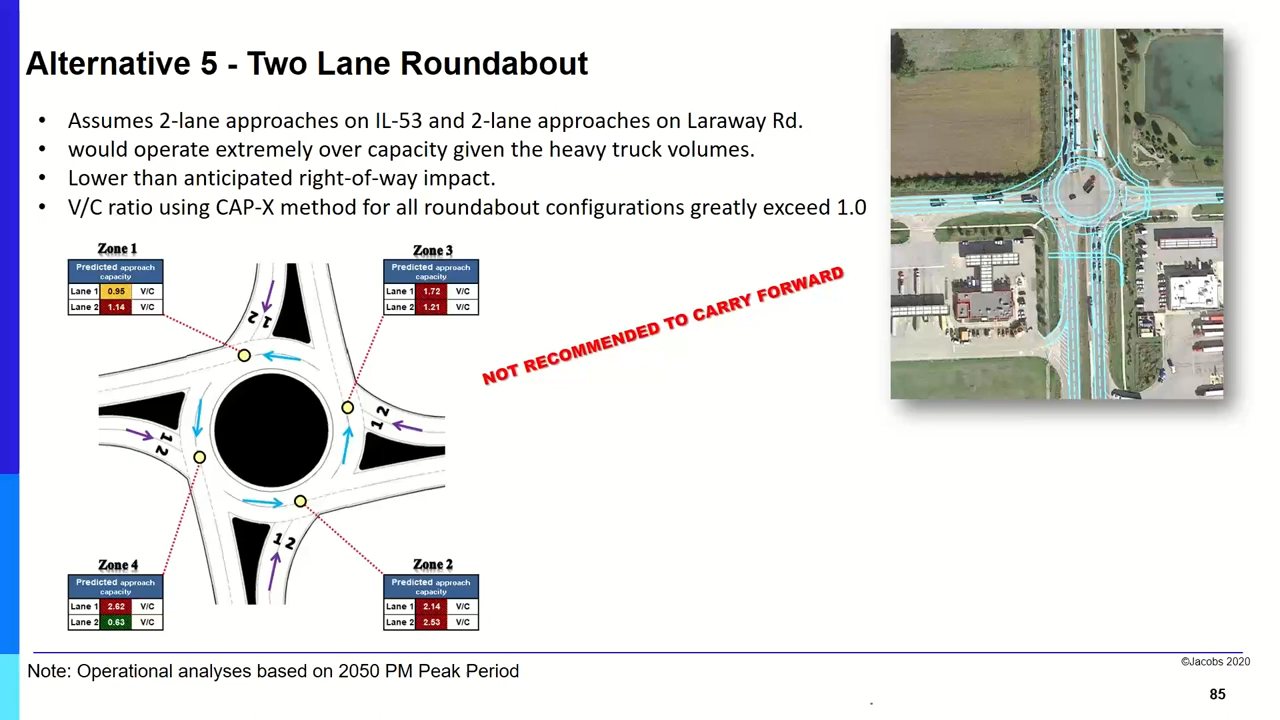 Alternative 5 - Two Lane Roundabout
• Assumes 2-lane approaches on IL-53 and 2-lane approaches on Laraway Rd.
• would operate extremely over capacity given the heavy truck volumes.
• Lower than anticipated right-of-way impact.
• V/C ratio using CAP-X method for all roundabout configurations greatly exceed 1.0
Zone 1
Predicted approach
capacity
Lane 1 0.95 V/C
Lane 2 1.14 V/C
Zone 3
Predicted approach
capacity
Lane 1 1.72 V/C
Lane 2 1.21 V/C
2 1
1 2
1 2
1 2
NOT RECOMMENDED TO CARRY FORWARD
Zone 4
Predicted approach
capacity
Lane 1 2.62 V/C
Lane 2 0.63 V/C
Zone 2
Predicted approach
capacity
Lane 1 2.14 V/C
Lane 2 2.53 V/C
Note: Operational analyses based on 2050 PM Peak Period
©Jacobs 2020
85